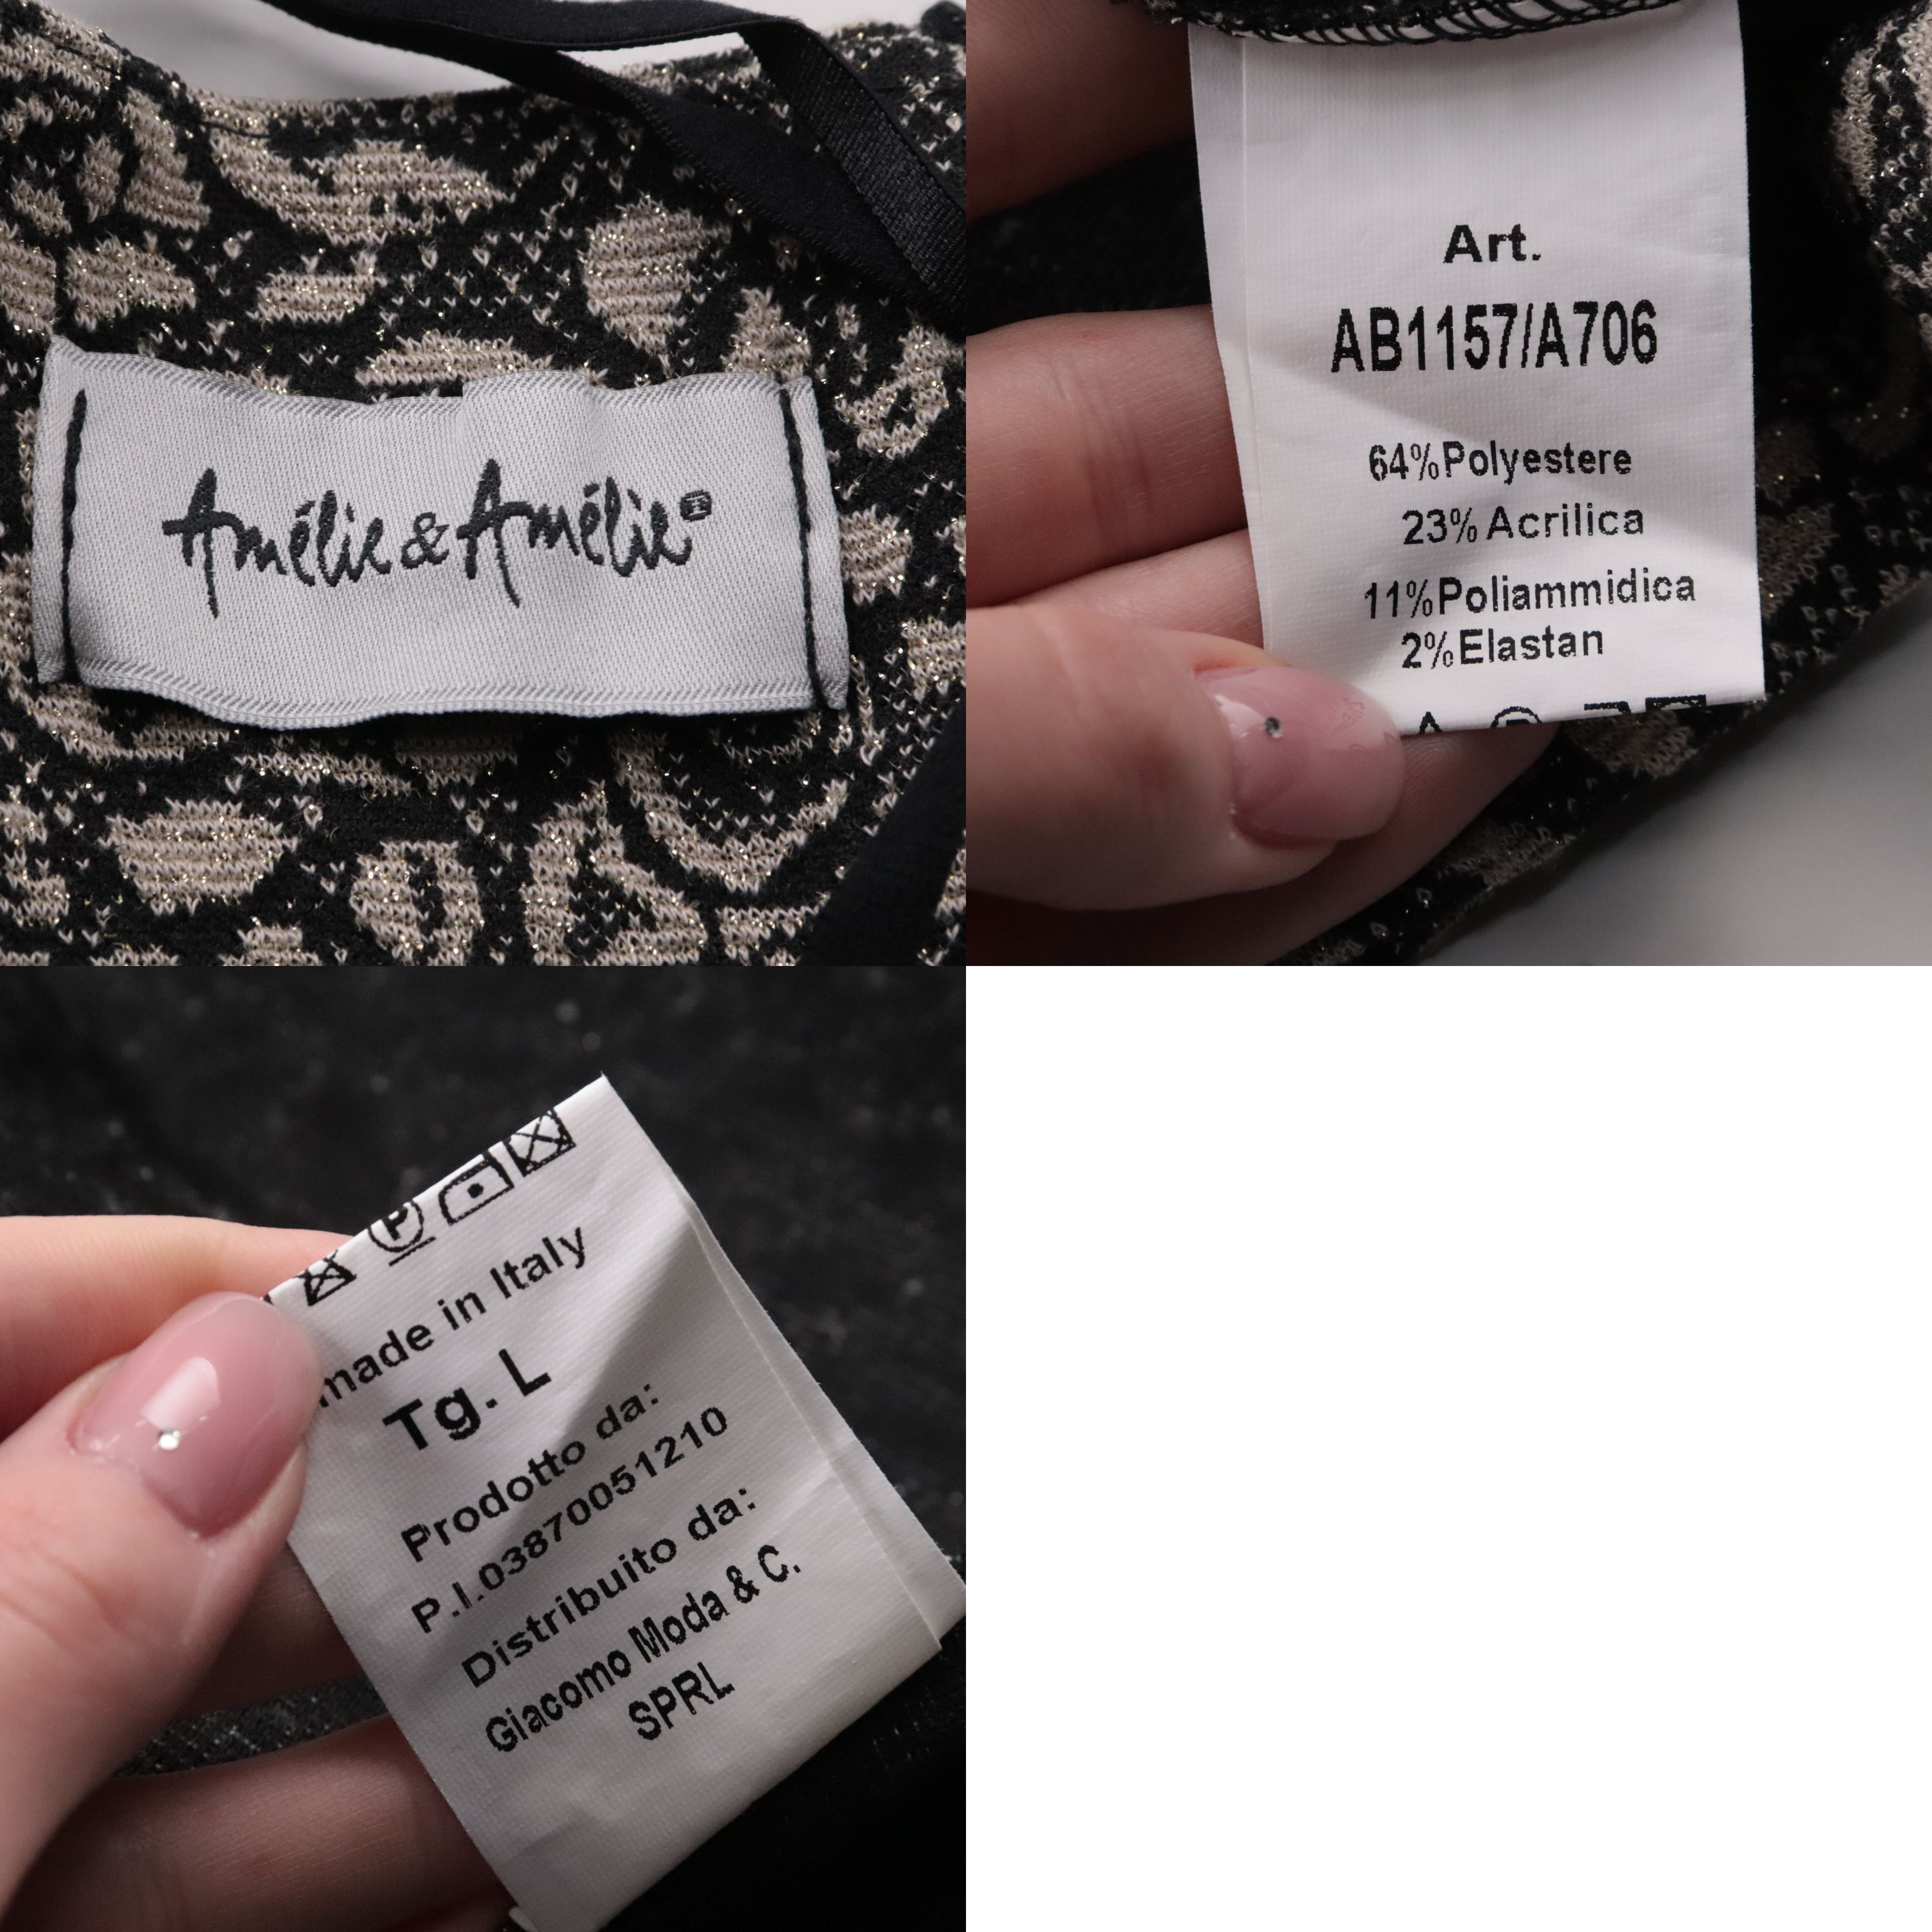 Amélie & Amélie®
Art.
AB1157/A706
64%Polyestere
23%Acrilica
11%Poliammidica
2%Elastan
P
made in Italy
Tg. L
Prodotto da:
P.I.03870051210
Distribuito da:
Giacomo Moda & C.
SPRL